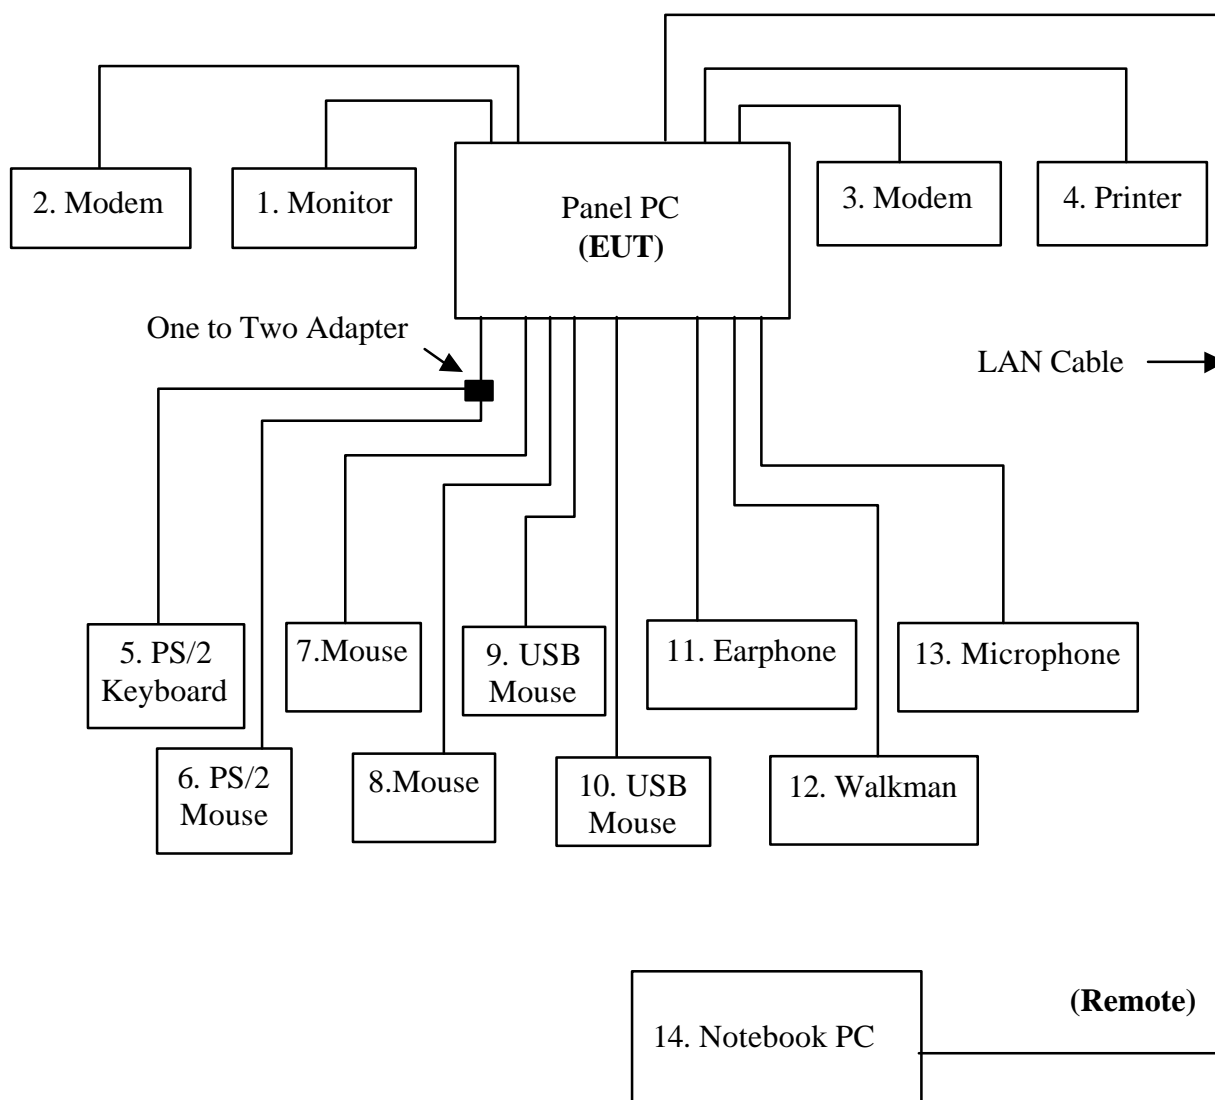 2. Modem
1. Monitor
Panel PC
(EUT)
3. Modem
4. Printer
One to Two Adapter
LAN Cable
5. PS/2
Keyboard
7.Mouse
9. USB
Mouse
11. Earphone
13. Microphone
6. PS/2
Mouse
8.Mouse
10. USB
Mouse
12. Walkman
(Remote)
14. Notebook PC